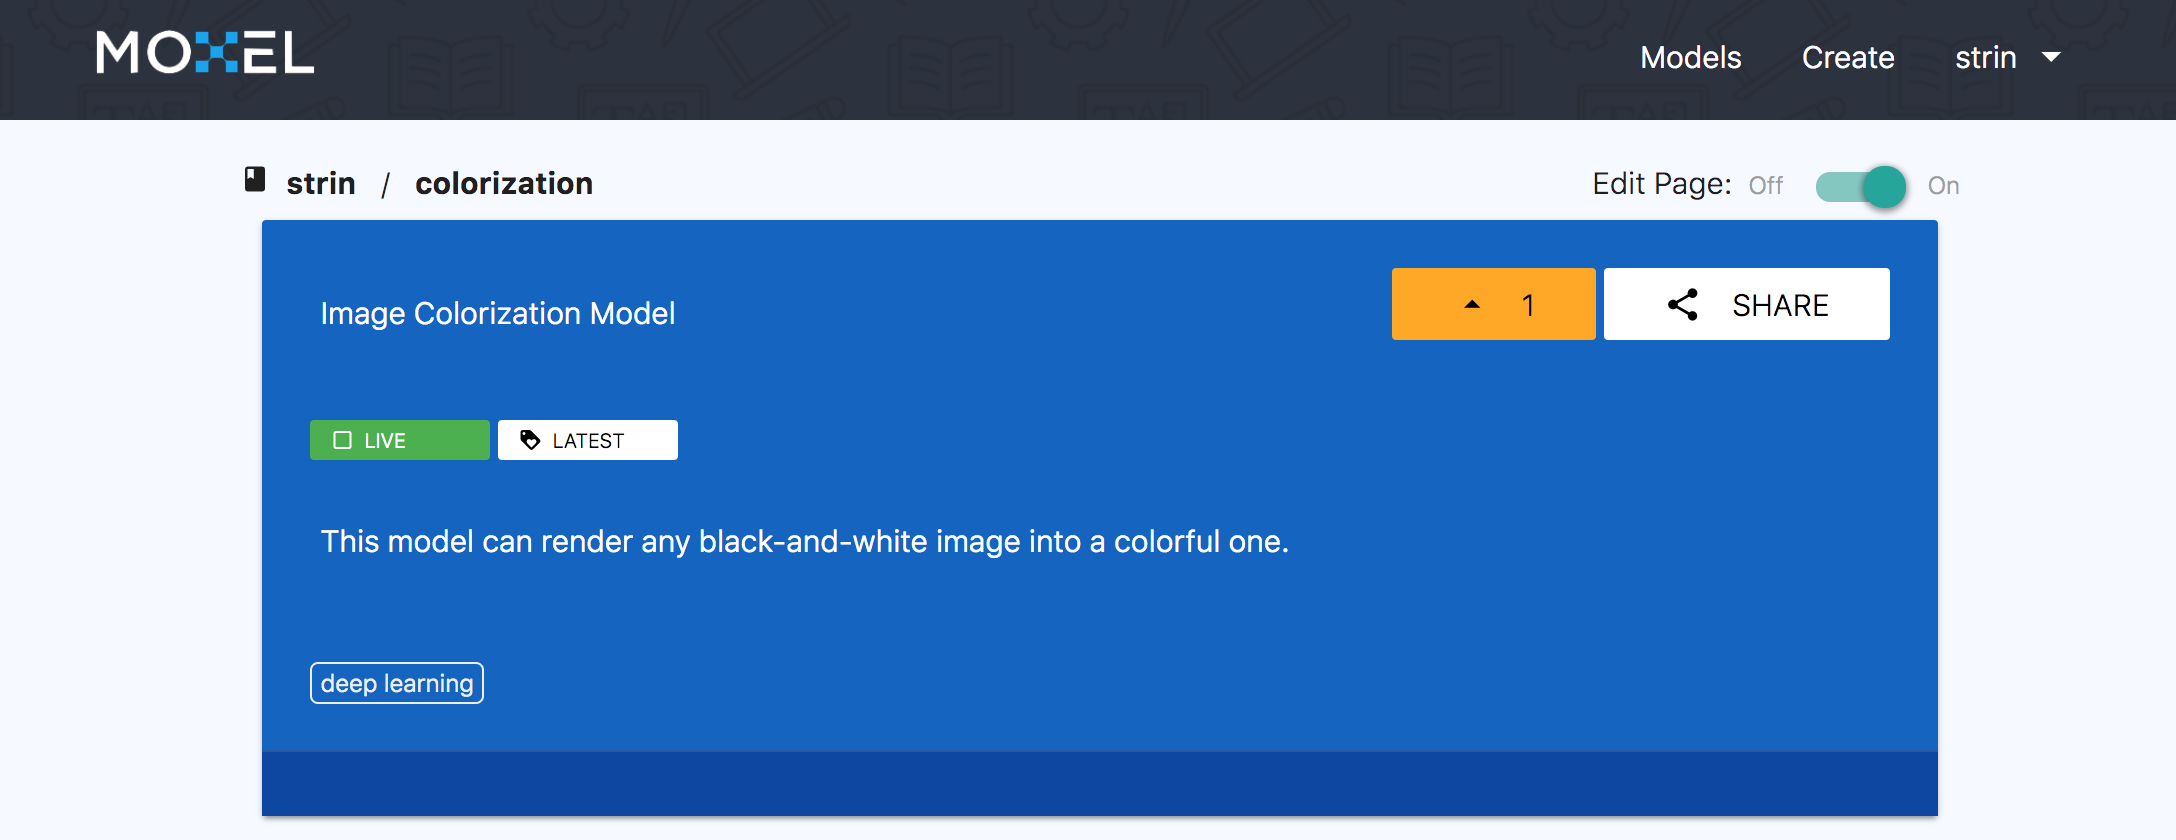 MOXEL
Models Create strin
strin / colorization
Edit Page: Off On
Image Colorization Model
1 SHARE
LIVE LATEST
This model can render any black-and-white image into a colorful one.
deep learning